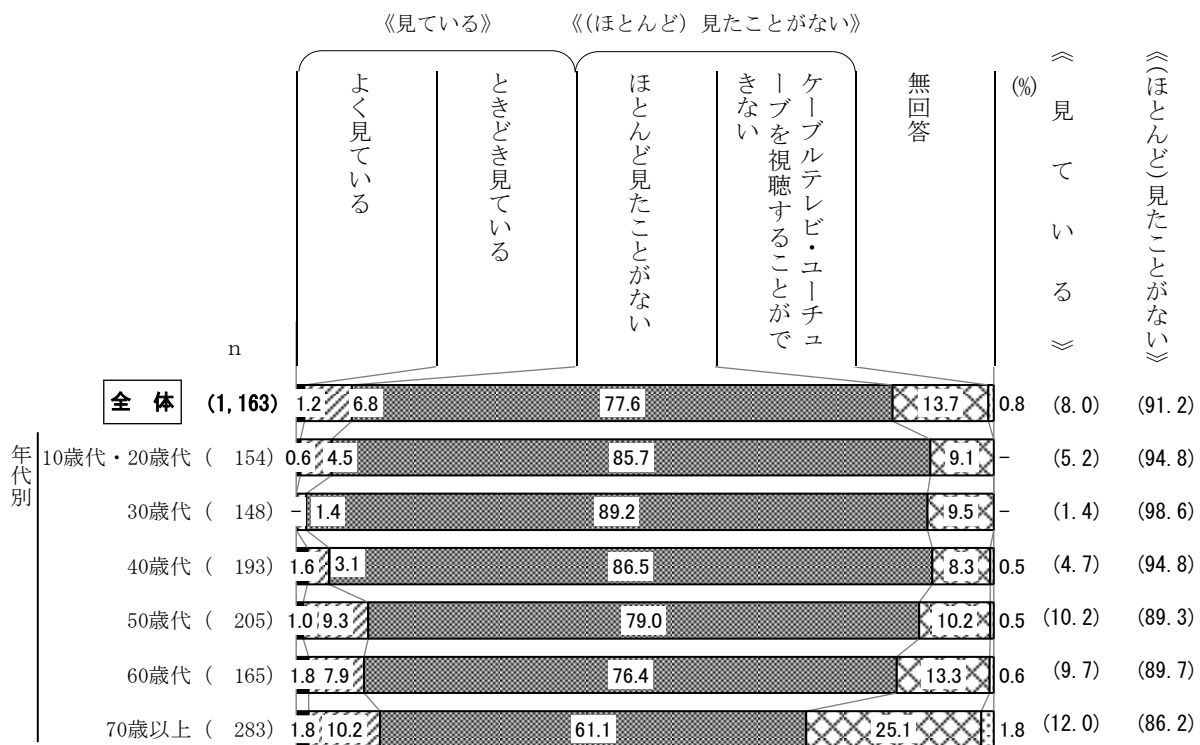 《見ている》 《(ほとんど) 見たことがない》
よく見ている
ときどき見ている
ほとんど見たことがない
ケーブルテレビ・ユーチュ
ーブを視聴することがで
きない
無回答
(%)
《見ている》
《(ほとんど)見たことがない》
n
全 体 (1,163) 1.2 6.8 77.6 13.7 0.8 (8.0) (91.2)
年代別
10歳代・20歳代 ( 154) 0.6 4.5 85.7 9.1 - (5.2) (94.8)
30歳代 ( 148) - 1.4 89.2 9.5 - (1.4) (98.6)
40歳代 ( 193) 1.6 3.1 86.5 8.3 0.5 (4.7) (94.8)
50歳代 ( 205) 1.0 9.3 79.0 10.2 0.5 (10.2) (89.3)
60歳代 ( 165) 1.8 7.9 76.4 13.3 0.6 (9.7) (89.7)
70歳以上 ( 283) 1.8 10.2 61.1 25.1 1.8 (12.0) (86.2)